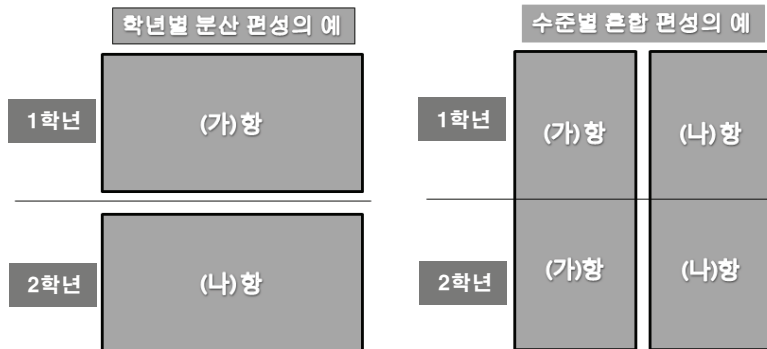 학년별 분산 편성의 예
1학년
(가)항
2학년
(나)항
수준별 혼합 편성의 예
1학년
(가)항
(나)항
2학년
(가)항
(나)항